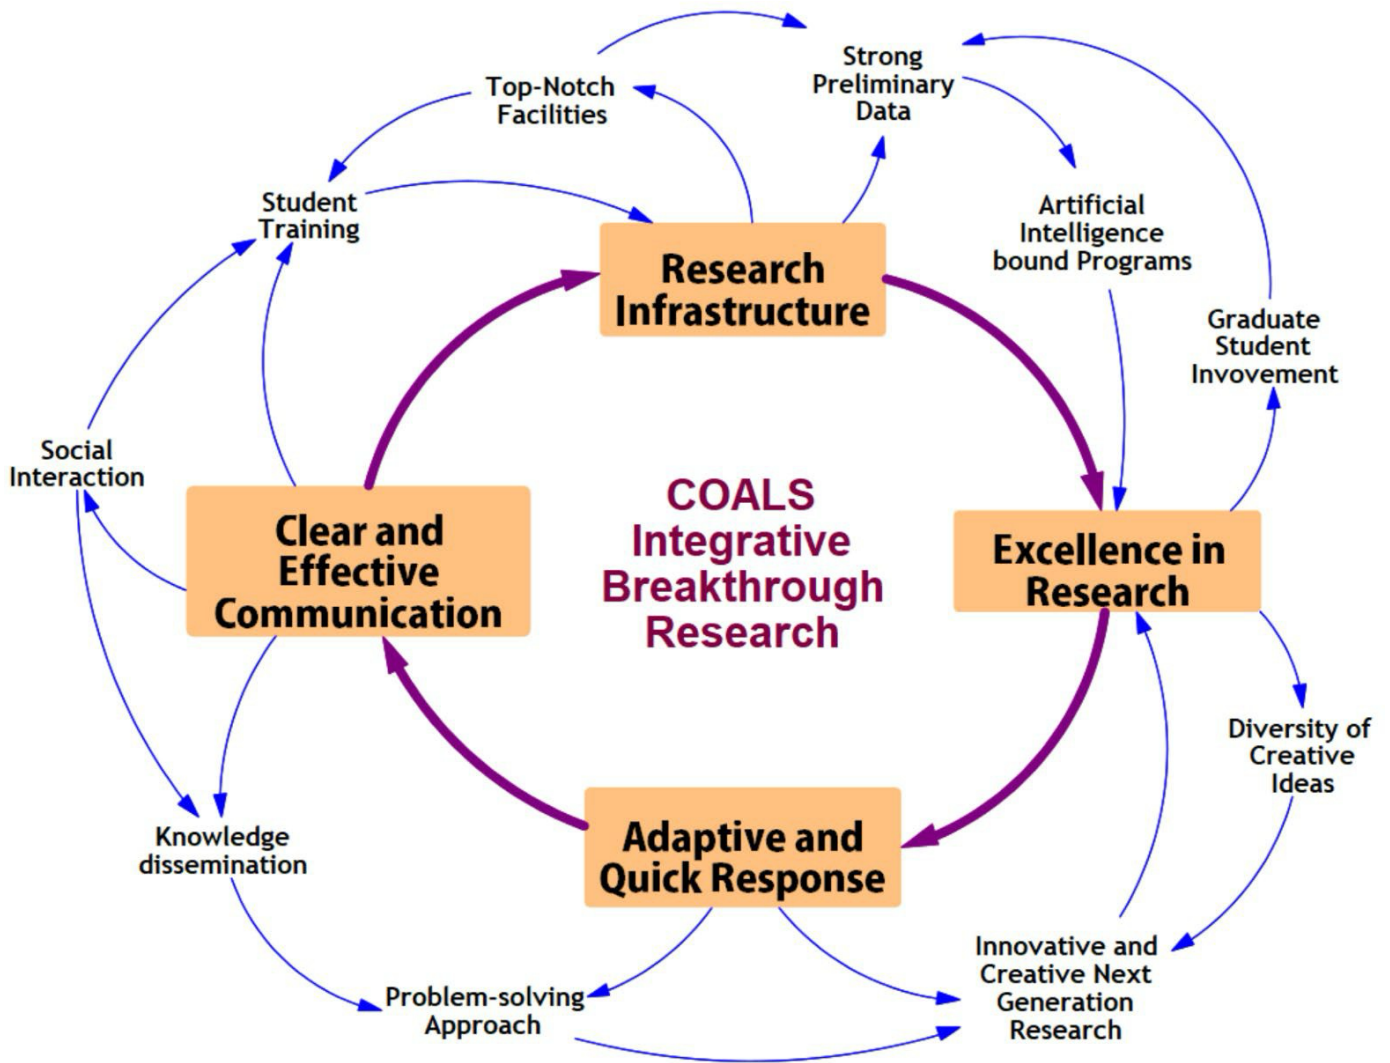 Top-Notch
Facilities
Strong
Preliminary
Data
Student
Training
Artificial
Intelligence
bound Programs
Research
Infrastructure
Graduate
Student
Invovement
Social
Interaction
Clear and
Effective
Communication
COALS
Integrative
Breakthrough
Research
Excellence in
Research
Diversity of
Creative
Ideas
Adaptive and
Quick Response
Knowledge
dissemination
Innovative and
Creative Next
Generation
Research
Problem-solving
Approach